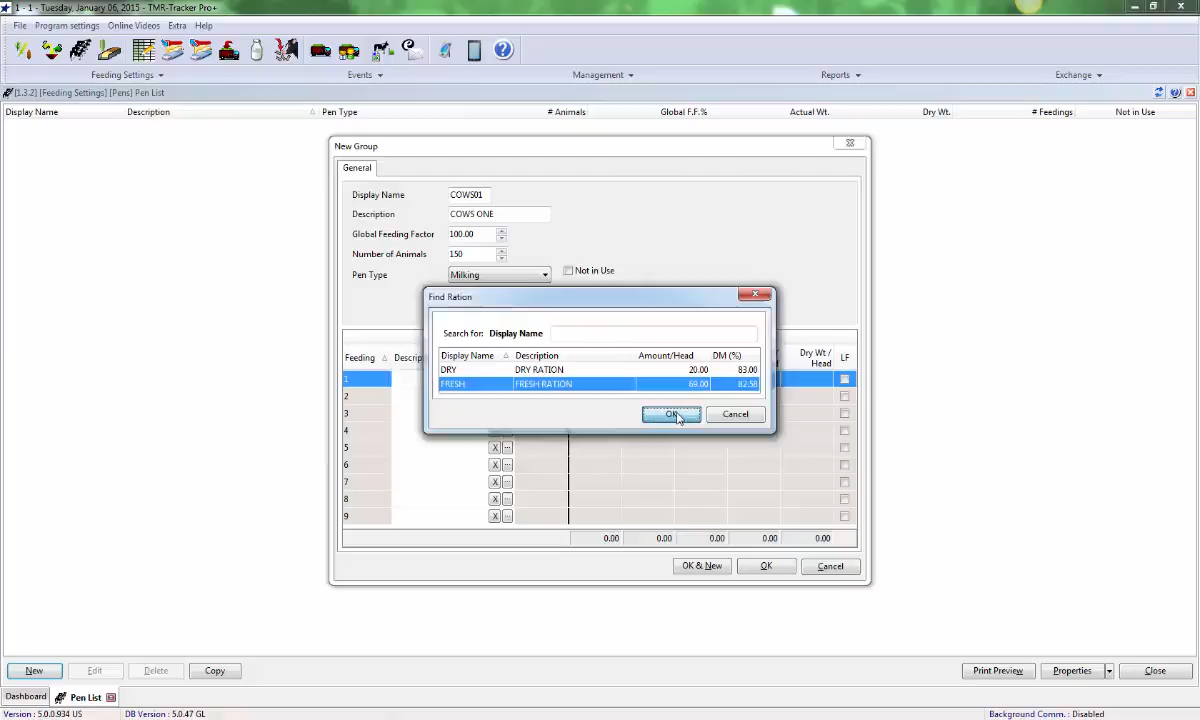 1 - 1 - Tuesday, January 06, 2015 - TMR-Tracker Pro+
File Program settings Online Videos Extra Help
Feeding Settings Events Management Reports Exchange
[1.3.2] [Feeding Settings] [Pens] Pen List
Display Name Description Pen Type # Animals Global F.F.% Actual Wt. Dry Wt. # Feedings Not in Use
New Group
General
Display Name COWS01
Description COWS ONE
Global Feeding Factor 100.00
Number of Animals 150
Pen Type Milking Not in Use
Find Ration
Search for: Display Name
Display Name Description Amount/Head DM (%)
DRY DRY RATION 20.00 83.00
FRESH FRESH RATION 69.00 82.58
OK Cancel
Feeding Dry Wt / Head LF
1
2
3
4
5 X ...
6 X ...
7 X ...
8 X ...
9 X ...
0.00 0.00 0.00 0.00 0.00
OK & New OK Cancel
New Edit Delete Copy Print Preview Properties Close
Dashboard Pen List
Version : 5.0.0.934 US DB Version : 5.0.47 GL Background Comm. : Disabled